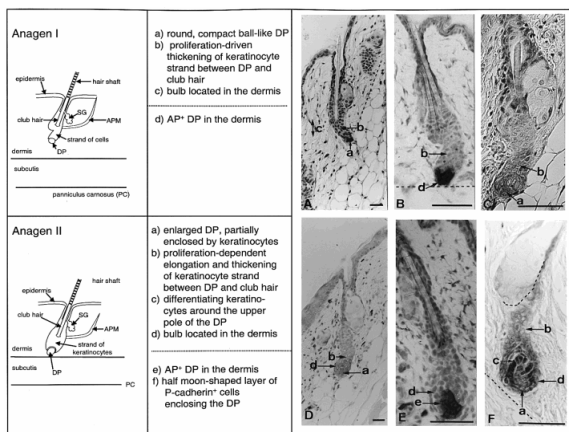 Anagen I
epidermis
hair shaft
SG
club hair
APM
strand of cells
dermis
DP
subcutis
panniculus carnosus (PC)
a) round, compact ball-like DP
b) proliferation-driven
thickening of keratinocyte
strand between DP and
club hair
c) bulb located in the dermis
d) AP⁺ DP in the dermis
c
b
a
A
b
d
B
b
a
C
Anagen II
hair shaft
epidermis
club hair
SG
APM
dermis
strand of
keratinocytes
subcutis
DP
PC
a) enlarged DP, partially
enclosed by keratinocytes
b) proliferation-dependent
elongation and thickening
of keratinocyte strand
between DP and club hair
c) differentiating keratino-
cytes around the upper
pole of the DP
d) bulb located in the dermis
e) AP⁺ DP in the dermis
f) half moon-shaped layer of
P-cadherin⁺ cells
enclosing the DP
b
d
a
D
d
e
E
b
c
d
a
F